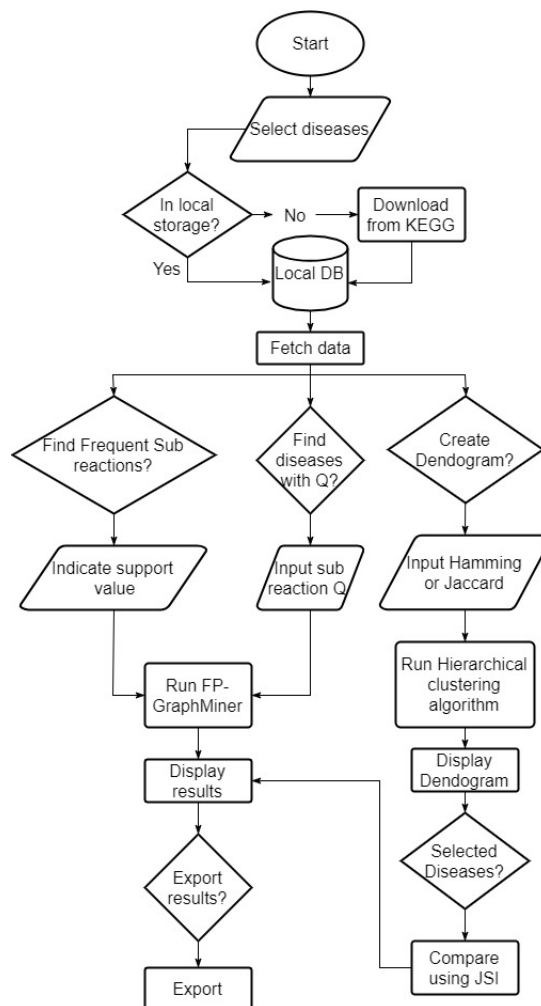 Start
Select diseases
In local
storage?
No
Download
from KEGG
Yes
Local DB
Fetch data
Find Frequent Sub
reactions?
Find
diseases
with Q?
Create
Dendogram?
Indicate support
value
Input sub
reaction Q
Input Hamming
or Jaccard
Run FP-
GraphMiner
Run Hierarchical
clustering
algorithm
Display
results
Display
Dendogram
Export
results?
Selected
Diseases?
Export
Compare
using JSI